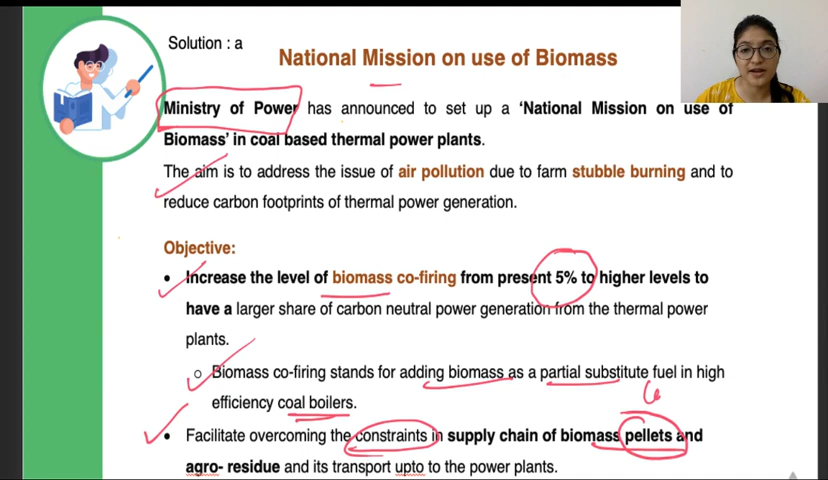 Solution : a
National Mission on use of Biomass
Ministry of Power has announced to set up a ‘National Mission on use of
Biomass’ in coal based thermal power plants.
The aim is to address the issue of air pollution due to farm stubble burning and to
reduce carbon footprints of thermal power generation.
Objective:
• Increase the level of biomass co-firing from present 5% to higher levels to
have a larger share of carbon neutral power generation from the thermal power
plants.
o Biomass co-firing stands for adding biomass as a partial substitute fuel in high
efficiency coal boilers.
• Facilitate overcoming the constraints in supply chain of biomass pellets and
agro- residue and its transport upto to the power plants.